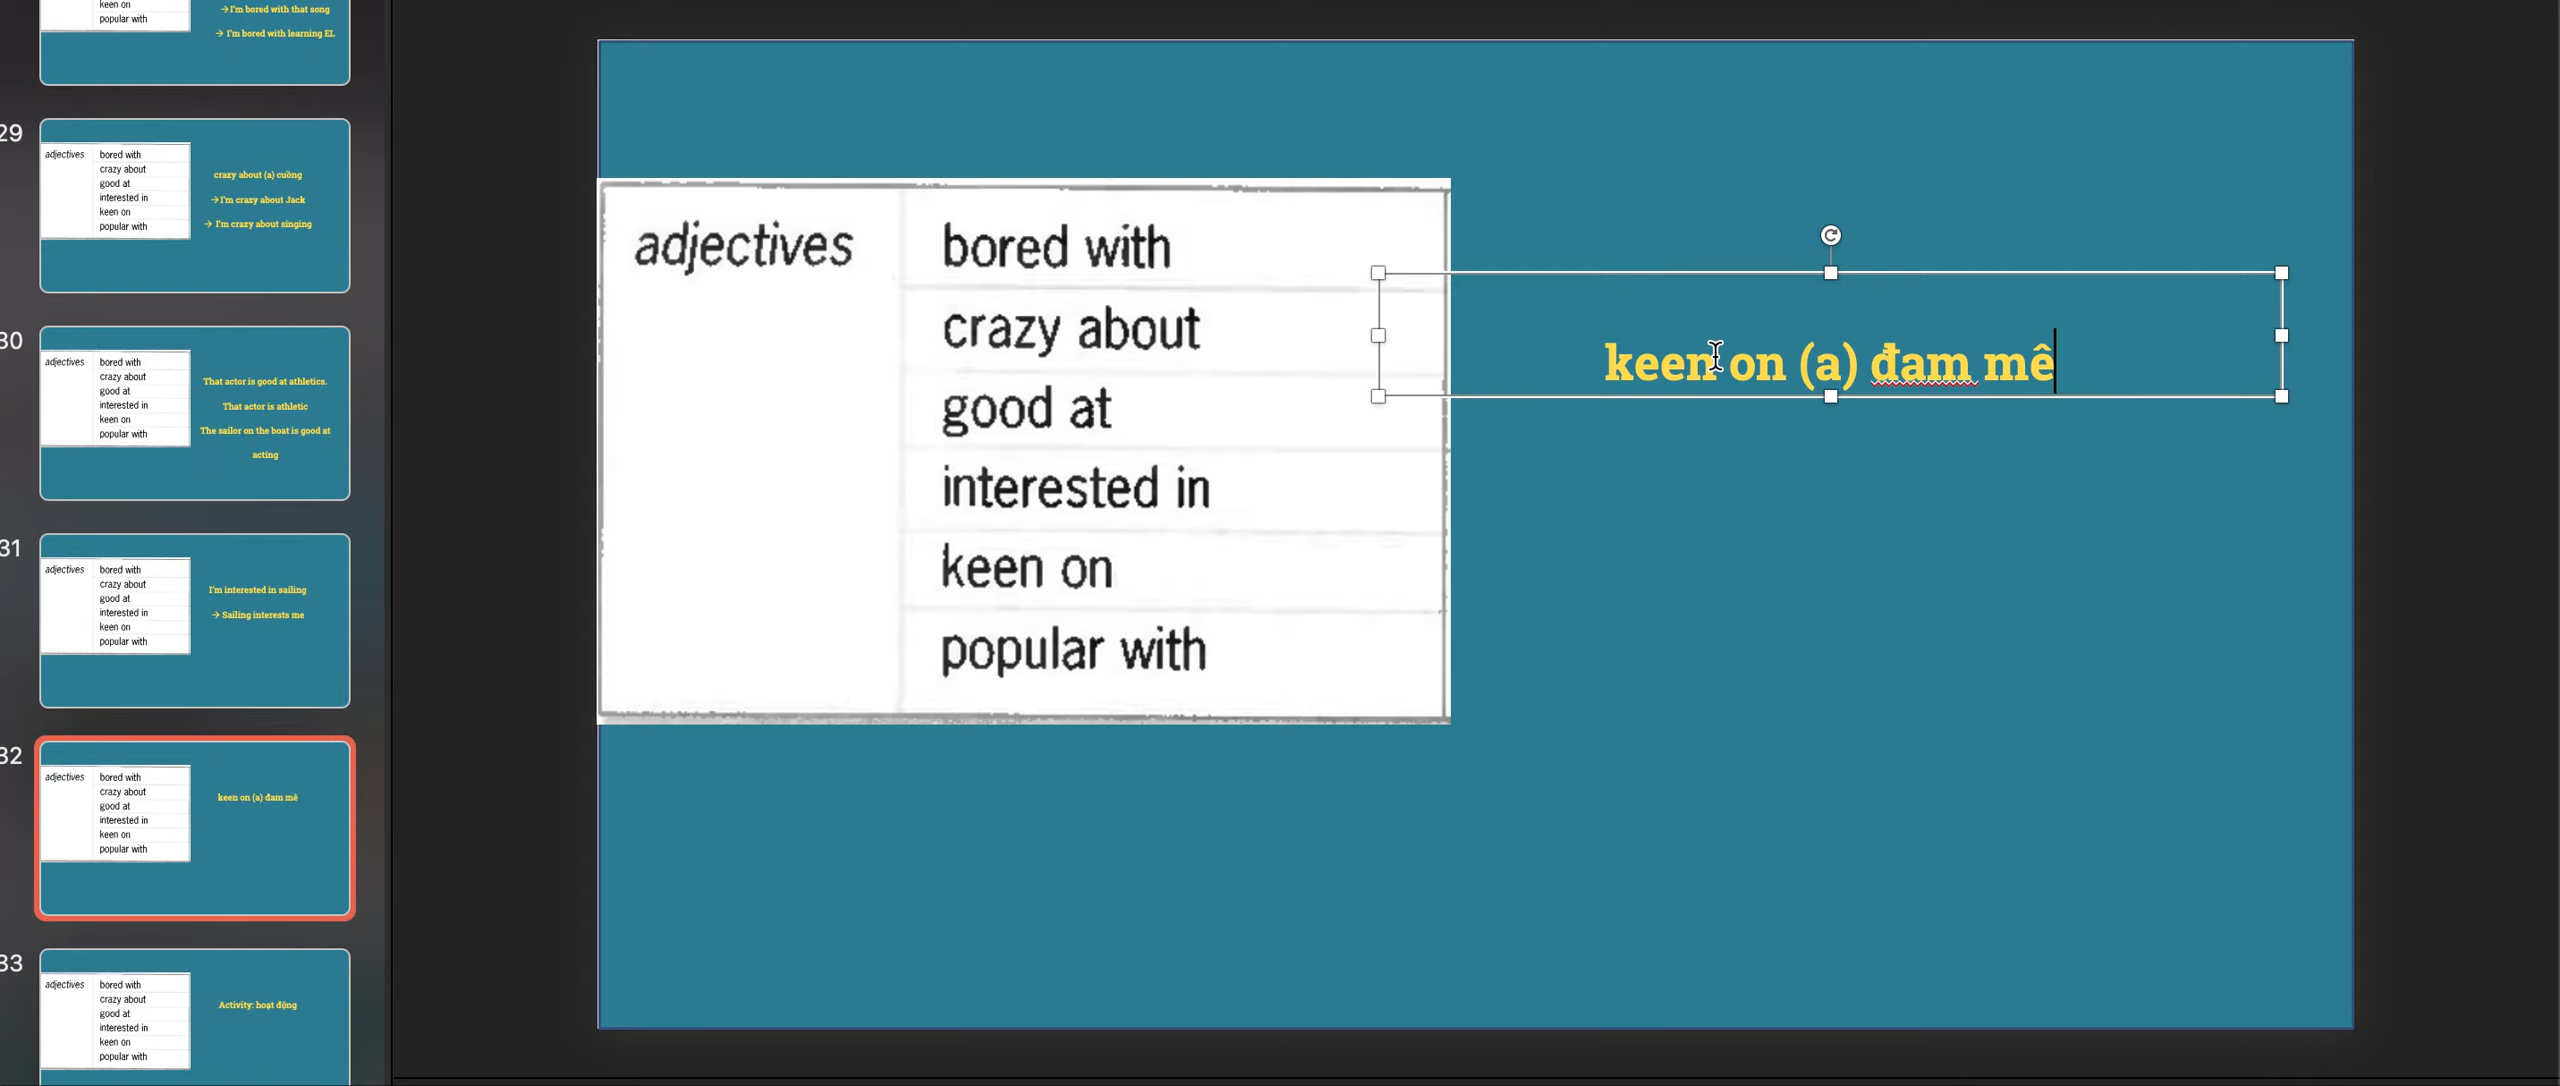 keen on
popular with
→I'm bored with that song
→ I'm bored with learning EL
29
adjectives
bored with
crazy about
good at
interested in
keen on
popular with
crazy about (a) cuồng
→I'm crazy about Jack
→ I'm crazy about singing
30
adjectives
bored with
crazy about
good at
interested in
keen on
popular with
That actor is good at athletics.
That actor is athletic
The sailor on the boat is good at
acting
31
adjectives
bored with
crazy about
good at
interested in
keen on
popular with
I'm interested in sailing
→ Sailing interests me
32
adjectives
bored with
crazy about
good at
interested in
keen on
popular with
keen on (a) đam mê
33
adjectives
bored with
crazy about
good at
interested in
keen on
popular with
Activity: hoạt động
adjectives
bored with
crazy about
good at
interested in
keen on
popular with
keen on (a) đam mê